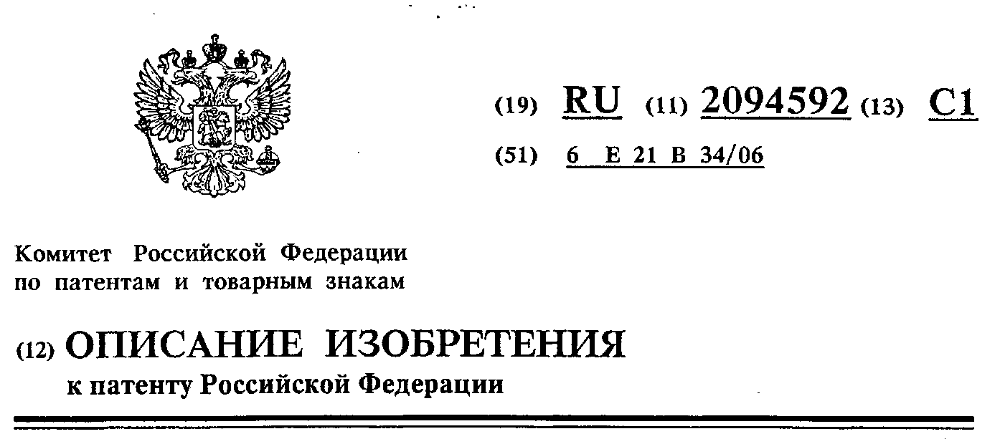 (19) RU (11) 2094592 (13) C1
(51) 6 E 21 B 34/06
Комитет Российской Федерации
по патентам и товарным знакам
(12) ОПИСАНИЕ ИЗОБРЕТЕНИЯ
к патенту Российской Федерации